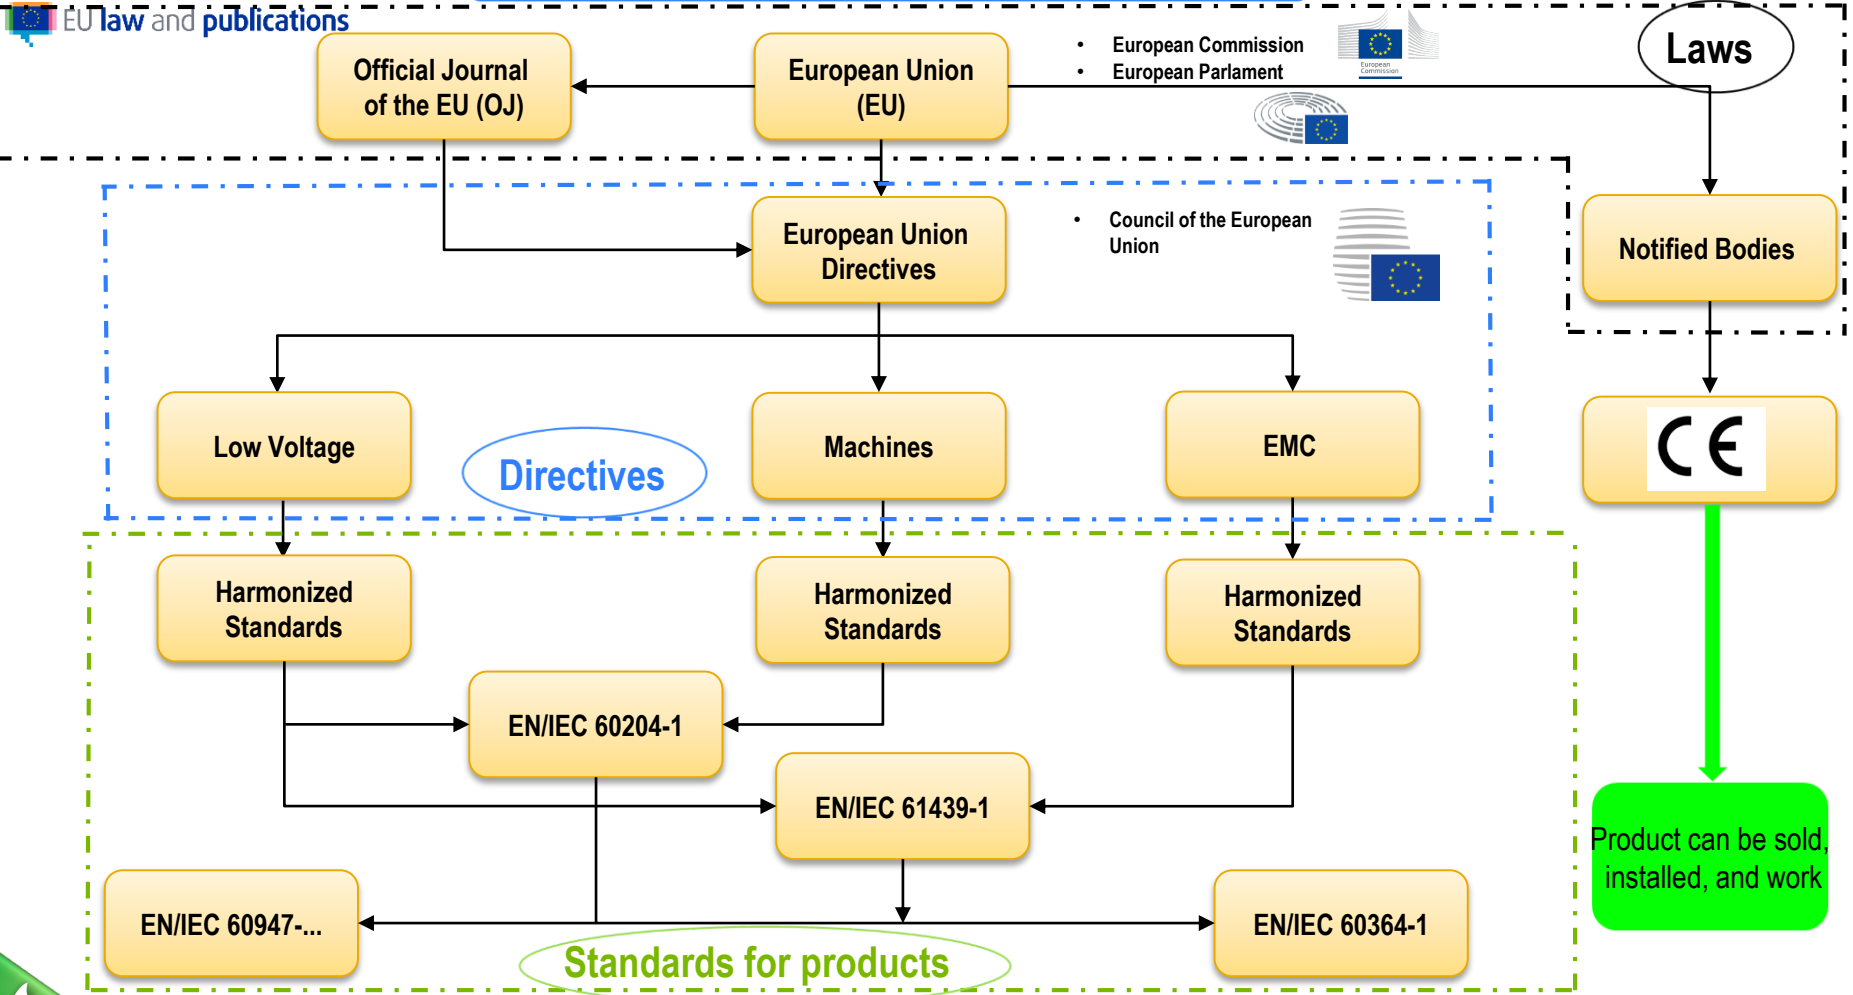 EU law and publications
Official Journal
of the EU (OJ)
European Union
(EU)
• European Commission
• European Parlament
European
Commission
Laws
European Union
Directives
• Council of the European
Union
Notified Bodies
Low Voltage
Directives
Machines
EMC
CE
Harmonized
Standards
Harmonized
Standards
Harmonized
Standards
EN/IEC 60204-1
EN/IEC 61439-1
Product can be sold,
installed, and work
EN/IEC 60947-...
EN/IEC 60364-1
Standards for products